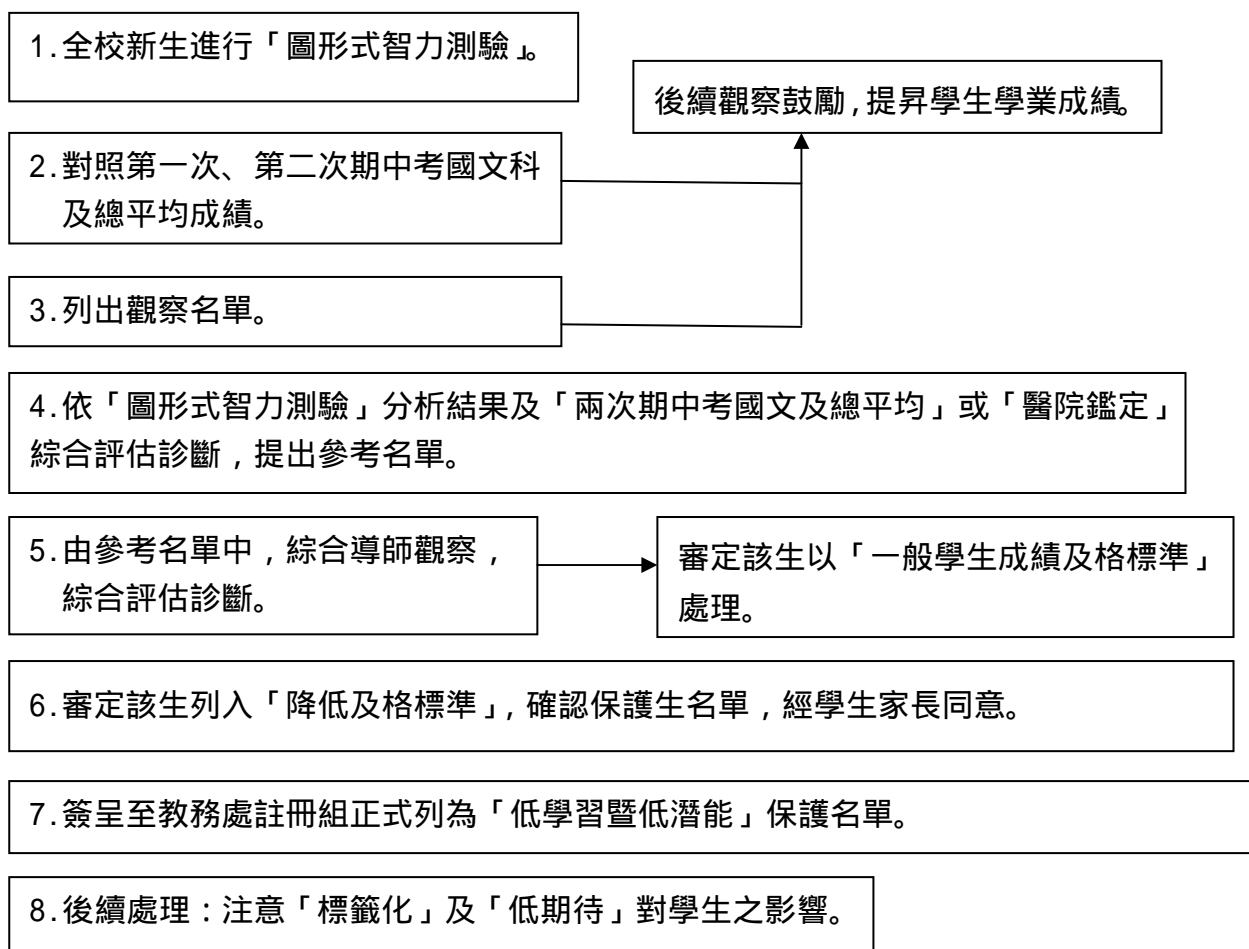 1.全校新生進行「圖形式智力測驗」。
後續觀察鼓勵,提昇學生學業成績。
2.對照第一次、第二次期中考國文科
及總平均成績。
3.列出觀察名單。
4.依「圖形式智力測驗」分析結果及「兩次期中考國文及總平均」或「醫院鑑定」
綜合評估診斷，提出參考名單。
5.由參考名單中，綜合導師觀察，
綜合評估診斷。
審定該生以「一般學生成績及格標準」
處理。
6.審定該生列入「降低及格標準」,確認保護生名單，經學生家長同意。
7.簽呈至教務處註冊組正式列為「低學習暨低潛能」保護名單。
8.後續處理：注意「標籤化」及「低期待」對學生之影響。